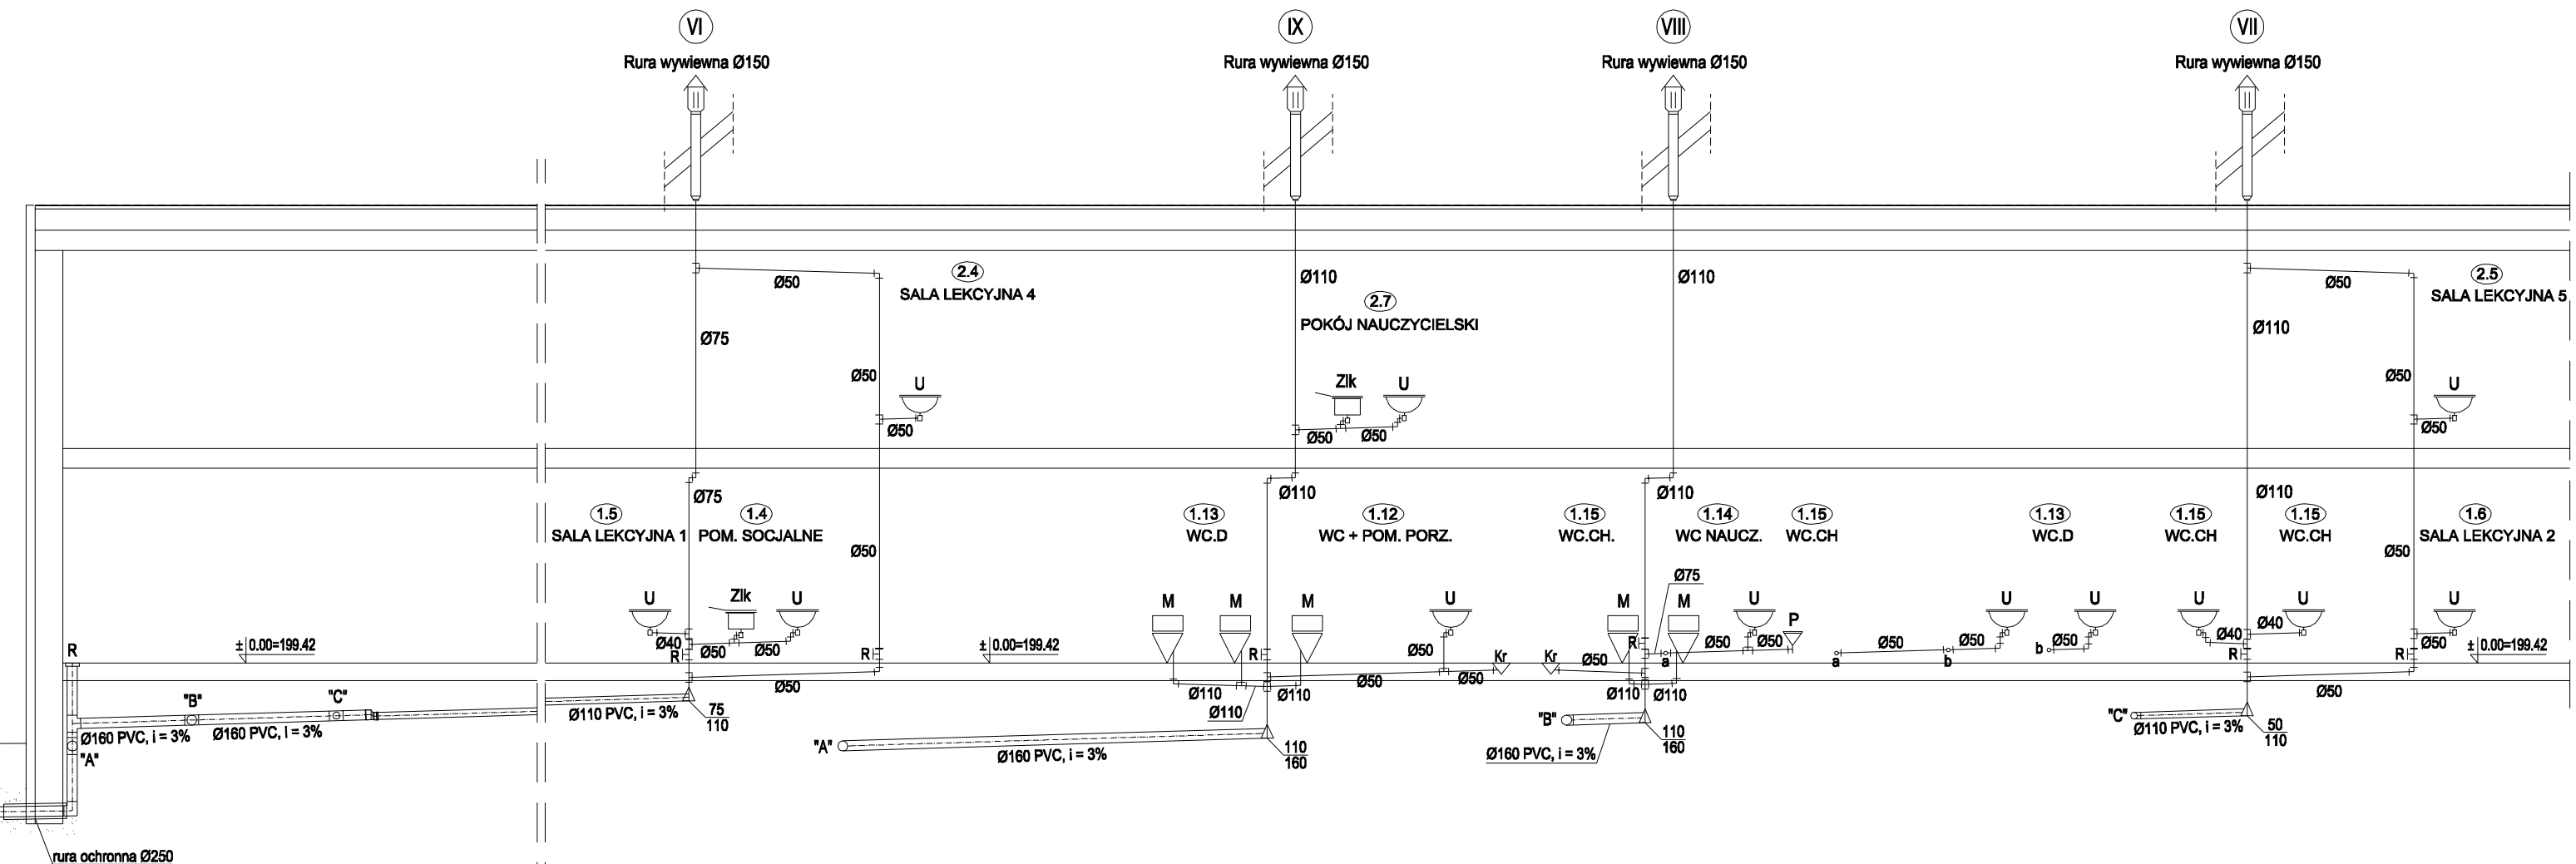 VI
IX
VIII
VII
Rura wywiewna Ø150
Rura wywiewna Ø150
Rura wywiewna Ø150
Rura wywiewna Ø150
2.4
SALA LEKCYJNA 4
Ø50
Ø75
Ø50
U
Ø50
Ø110
2.7
POKÓJ NAUCZYCIELSKI
Zlk
U
Ø50
Ø50
Ø110
2.5
SALA LEKCYJNA 5
Ø50
Ø110
Ø50
U
Ø50
Ø75
Ø110
Ø110
Ø110
1.5
SALA LEKCYJNA 1
1.4
POM. SOCJALNE
1.13
WC.D
1.12
WC + POM. PORZ.
1.15
WC.CH.
1.14
WC NAUCZ.
1.15
WC.CH
1.13
WC.D
1.15
WC.CH
1.15
WC.CH
1.6
SALA LEKCYJNA 2
Ø50
Ø50
Ø75
U
Zlk
U
M
M
M
U
M
M
U
P
U
U
U
U
U
R
± 0.00=199.42
Ø40
Ø50
Ø50
R
R
± 0.00=199.42
R
Ø50
Kr
Kr
Ø50
R
a
Ø50
Ø50
a
Ø50
b
Ø50
b
Ø50
Ø40
Ø40
R
R
Ø50
± 0.00=199.42
Ø50
Ø110
Ø110
Ø110
Ø50
Ø50
Ø110
Ø110
Ø50
"B"
"C"
Ø160 PVC, i = 3%
Ø160 PVC, i = 3%
"A"
Ø110 PVC, i = 3%
75
110
"A"
Ø160 PVC, i = 3%
110
160
"B"
Ø160 PVC, i = 3%
110
160
"C"
Ø110 PVC, i = 3%
50
110
rura ochronna Ø250